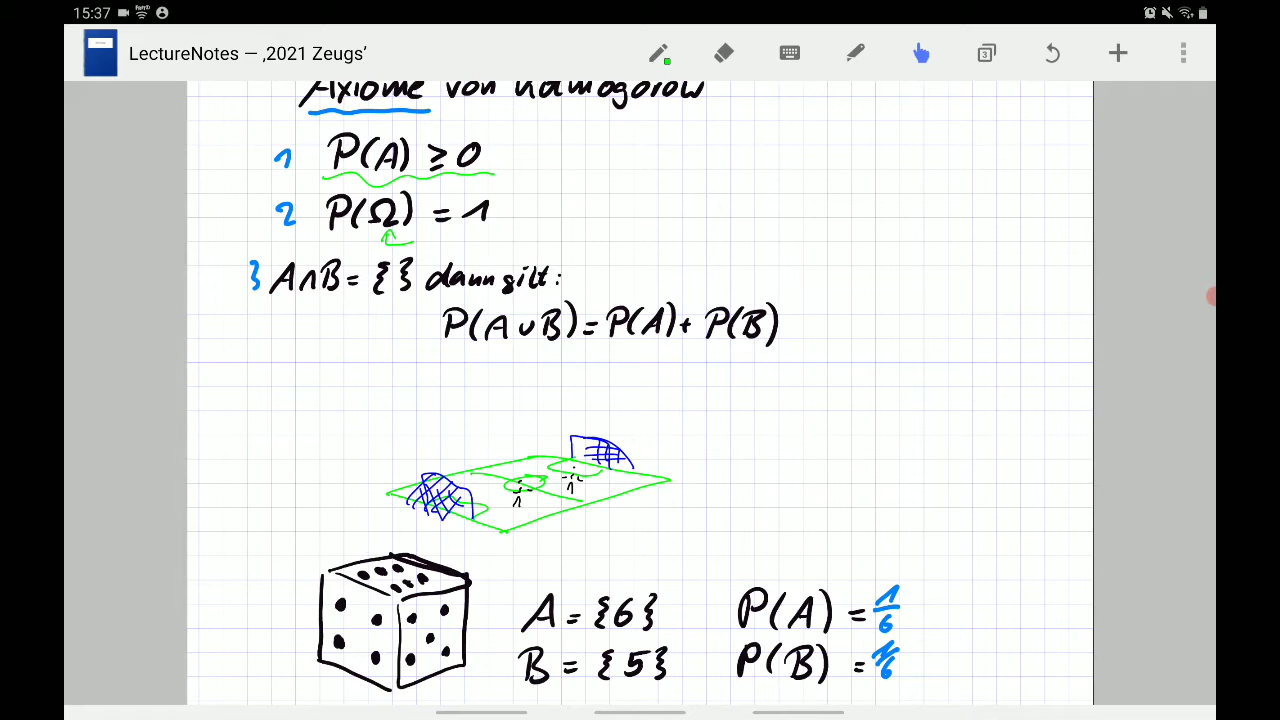 15:37
LectureNotes — ‚2021 Zeugs‘
3
Axiome von Kolmogorow
1 P(A) ≥ 0
2 P(Ω) = 1
3 A∩B = { } dann gilt:
P(A ∪ B) = P(A) + P(B)
A = {6} P(A) = 1/6
B = {5} P(B) = 1/6